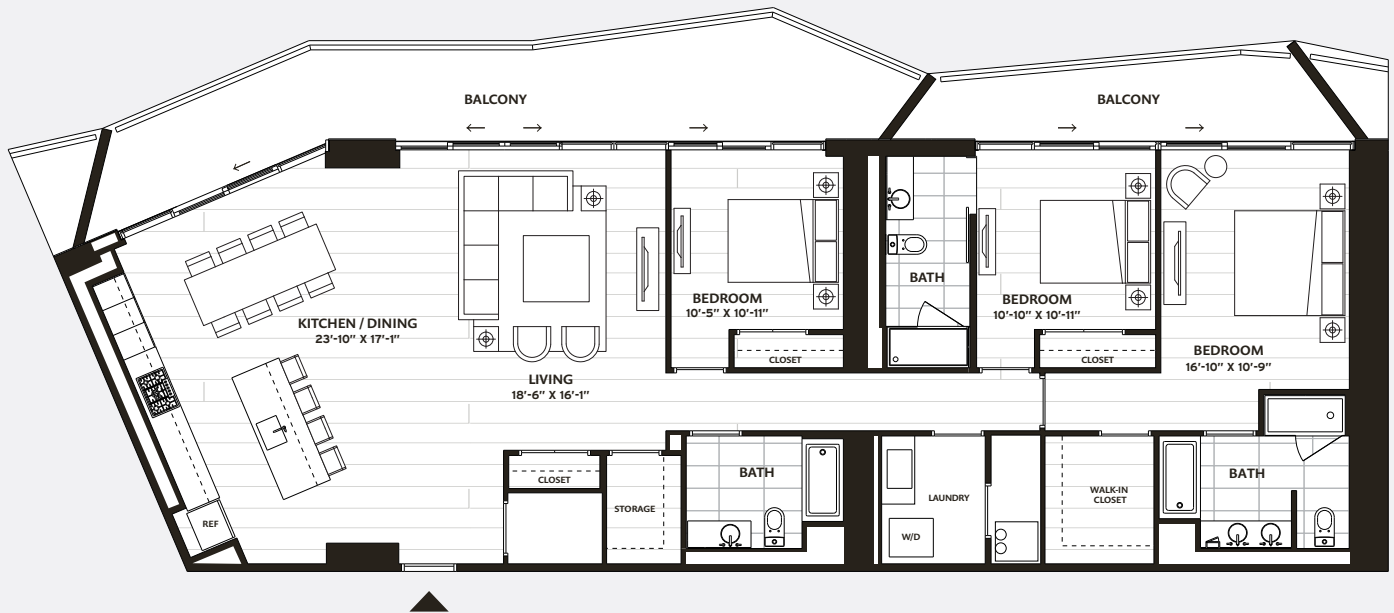 BALCONY
BALCONY
BATH
BEDROOM
10'-5" X 10'-11"
BEDROOM
10'-10" X 10'-11"
KITCHEN / DINING
23'-10" X 17'-1"
CLOSET
CLOSET
BEDROOM
16'-10" X 10'-9"
LIVING
18'-6" X 16'-1"
BATH
BATH
CLOSET
LAUNDRY
WALK-IN
CLOSET
STORAGE
REF
W/D